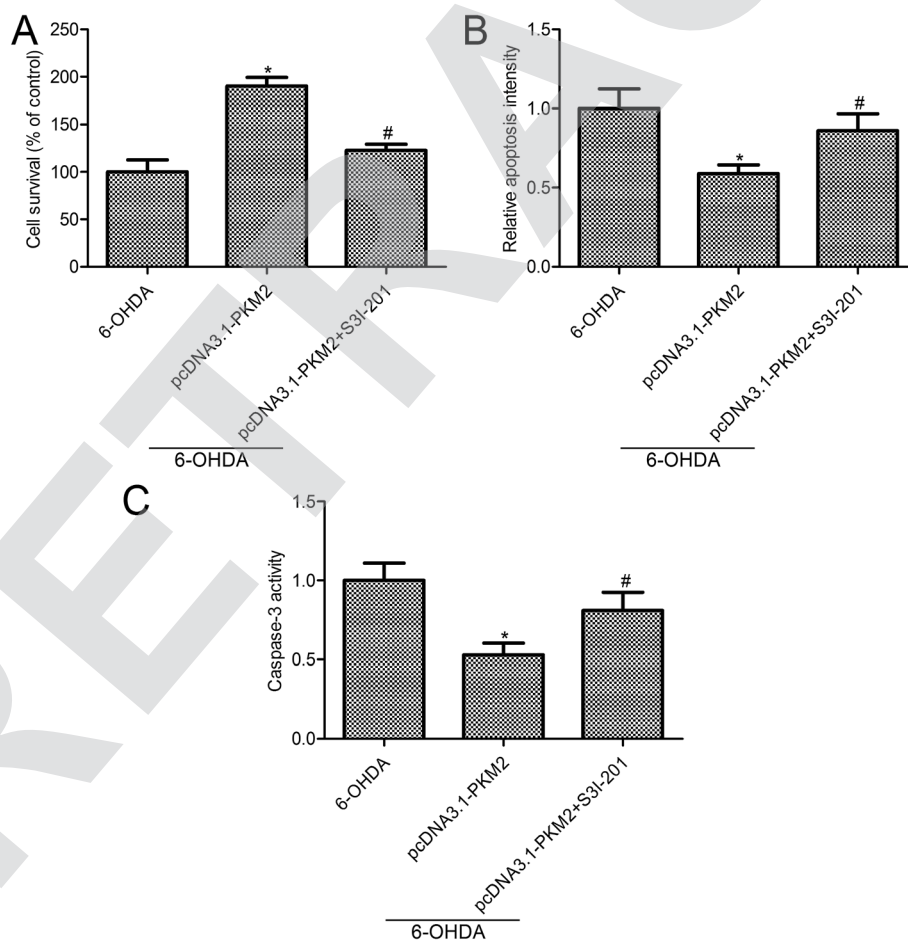 A
Cell survival (% of control)
250
200
150
100
50
0
*
#
6-OHDA
pcDNA3.1-PKM2
pcDNA3.1-PKM2+S3I-201
6-OHDA
B
Relative apoptosis intensity
1.5
1.0
0.5
0.0
*
#
6-OHDA
pcDNA3.1-PKM2
pcDNA3.1-PKM2+S3I-201
6-OHDA
C
Caspase-3 activity
1.5
1.0
0.5
0.0
*
#
6-OHDA
pcDNA3.1-PKM2
pcDNA3.1-PKM2+S3I-201
6-OHDA
RETRAC